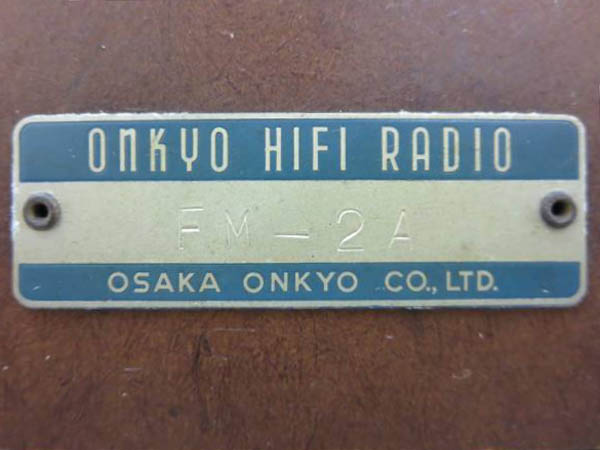 ONKYO HIFI RADIO
FM-2A
OSAKA ONKYO CO., LTD.